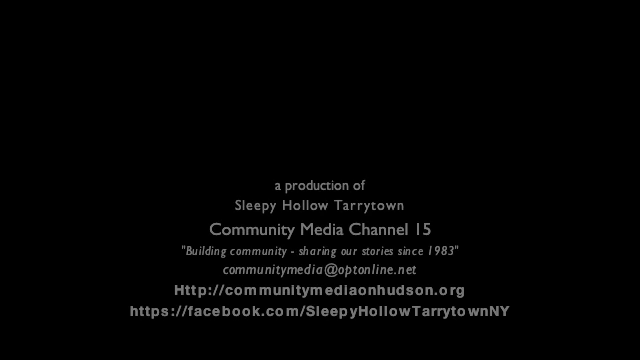 a production of
Sleepy Hollow Tarrytown
Community Media Channel 15
"Building community - sharing our stories since 1983"
communitymedia@optonline.net
Http://communitymediaonhudson.org
https://facebook.com/SleepyHollowTarrytownNY